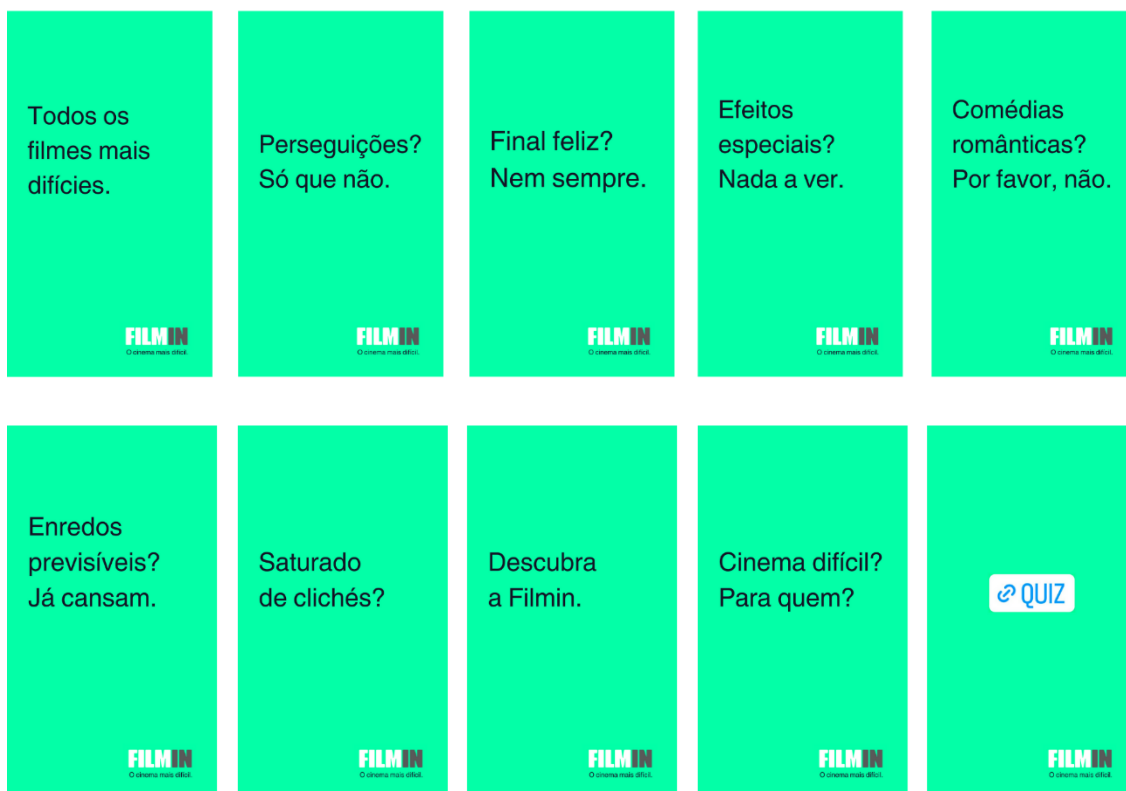 Todos os
filmes mais
difícies.
FILMIN
O cinema mais difícil.
Perseguições?
Só que não.
FILMIN
O cinema mais difícil.
Final feliz?
Nem sempre.
FILMIN
O cinema mais difícil.
Efeitos
especiais?
Nada a ver.
FILMIN
O cinema mais difícil.
Comédias
românticas?
Por favor, não.
FILMIN
O cinema mais difícil.
Enredos
previsíveis?
Já cansam.
FILMIN
O cinema mais difícil.
Saturado
de clichés?
FILMIN
O cinema mais difícil.
Descubra
a Filmin.
FILMIN
O cinema mais difícil.
Cinema difícil?
Para quem?
FILMIN
O cinema mais difícil.
QUIZ
FILMIN
O cinema mais difícil.